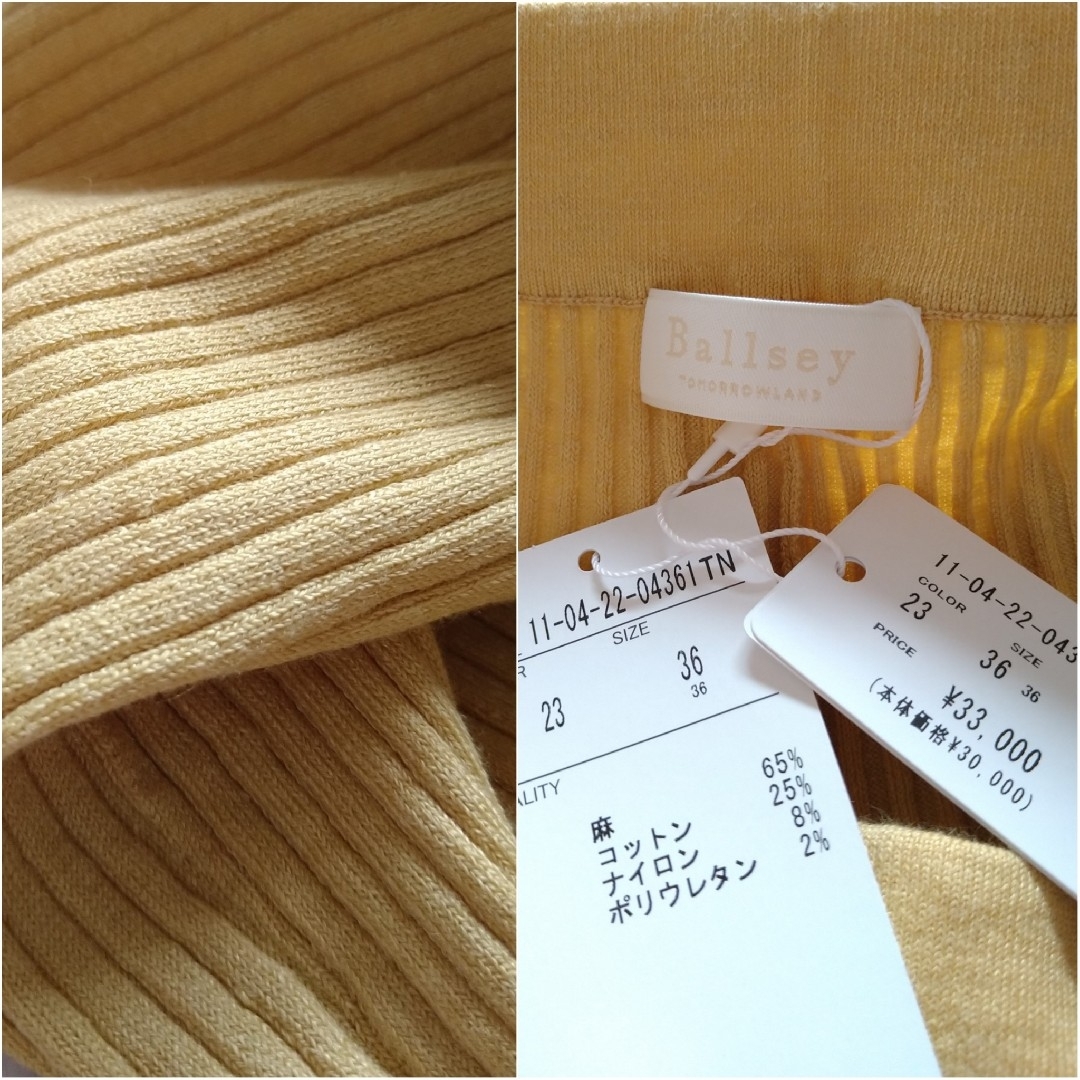 Ballsey
TOMORROWLAND
11-04-22-04361TN
SIZE
R
36
23
36
ALITY
麻 65%
コットン 25%
ナイロン 8%
ポリウレタン 2%
11-04-22-043
COLOR SIZE
23 36 36
PRICE
¥33,000
(本体価格¥30,000)